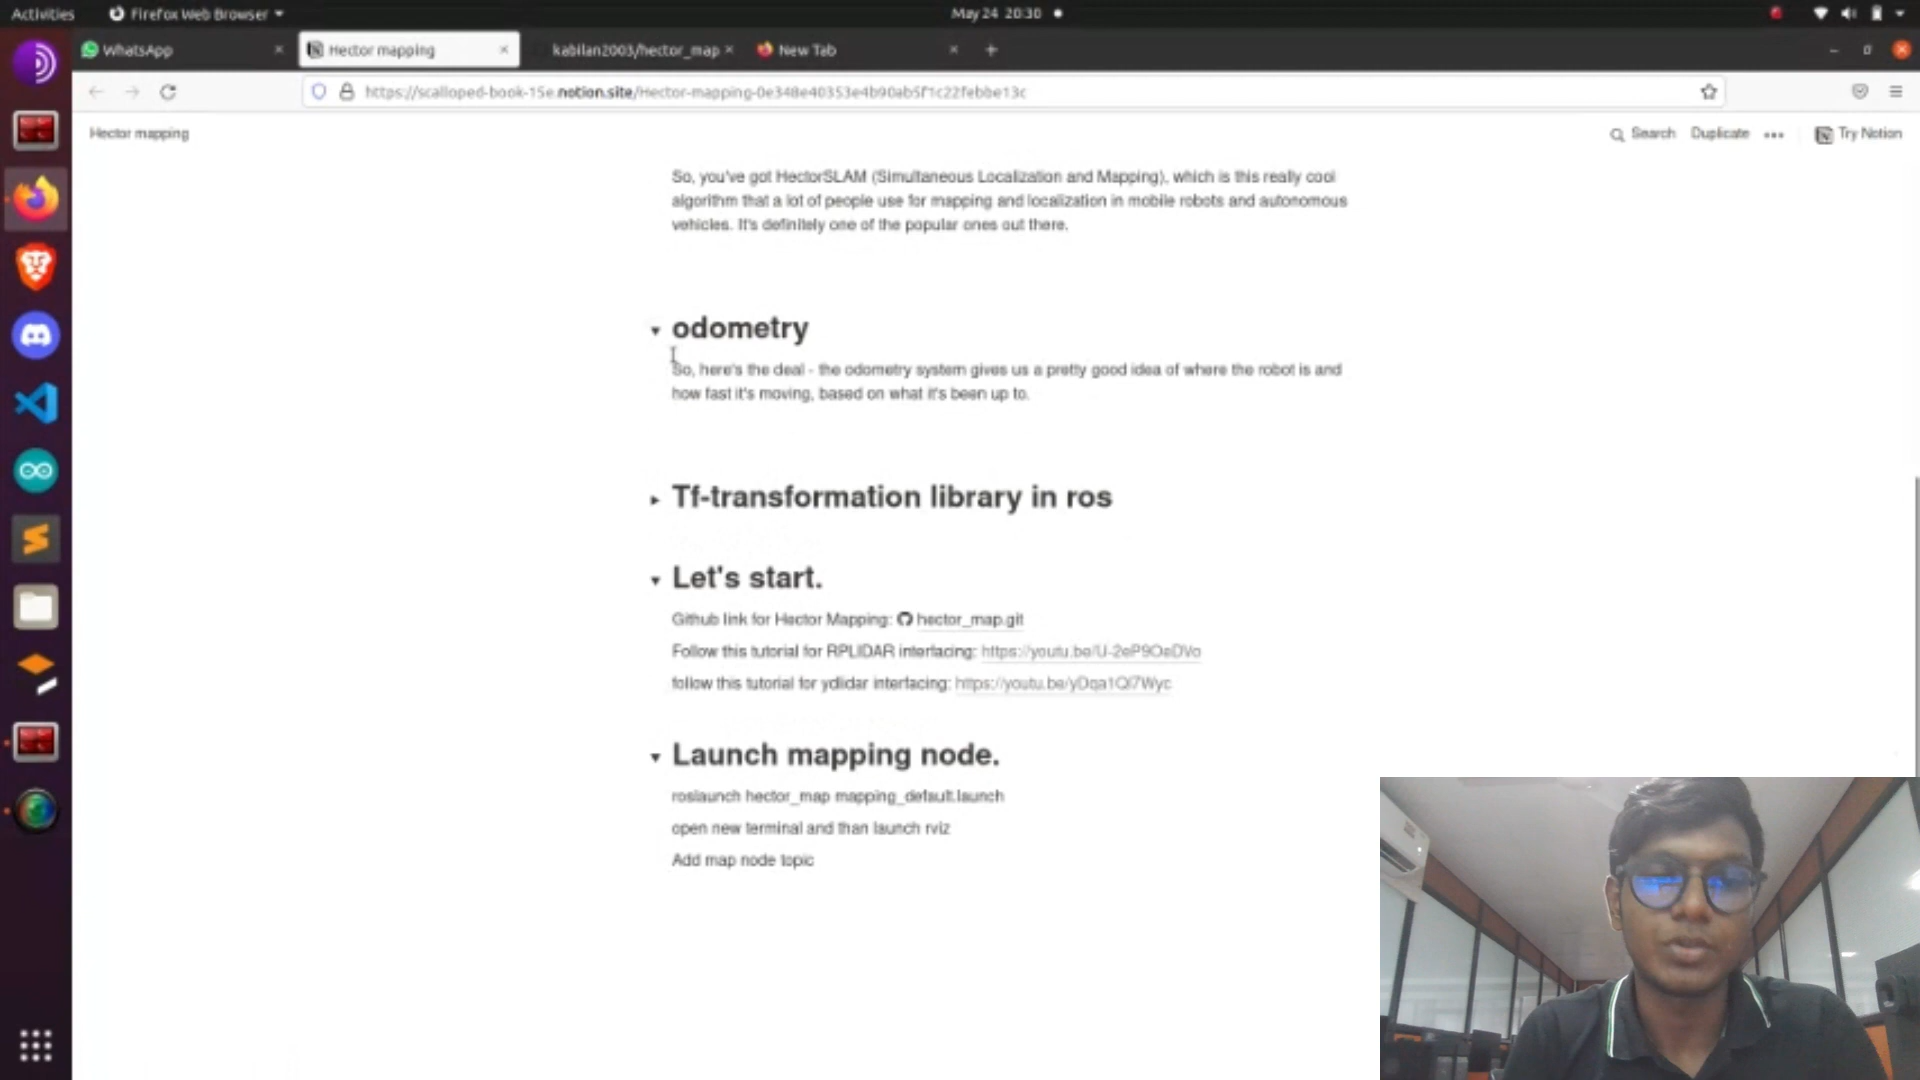 Activities
Firefox Web Browser
May 24 20:30
WhatsApp
Hector mapping
kabilan2003/hector_map
New Tab
https://scalloped-book-15e.notion.site/Hector-mapping-0e348e40353e4b90ab5f1c22febbe13c
Hector mapping
Search
Duplicate
Try Notion
So, you've got HectorSLAM (Simultaneous Localization and Mapping), which is this really cool
algorithm that a lot of people use for mapping and localization in mobile robots and autonomous
vehicles. It's definitely one of the popular ones out there.
odometry
So, here's the deal - the odometry system gives us a pretty good idea of where the robot is and
how fast it's moving, based on what it's been up to.
Tf-transformation library in ros
Let's start.
Github link for Hector Mapping: hector_map.git
Follow this tutorial for RPLIDAR interfacing: https://youtu.be/U-2eP9OeDVo
follow this tutorial for ydlidar interfacing: https://youtu.be/yDqa1Ql7Wyc
Launch mapping node.
roslaunch hector_map mapping_default.launch
open new terminal and than launch rviz
Add map node topic